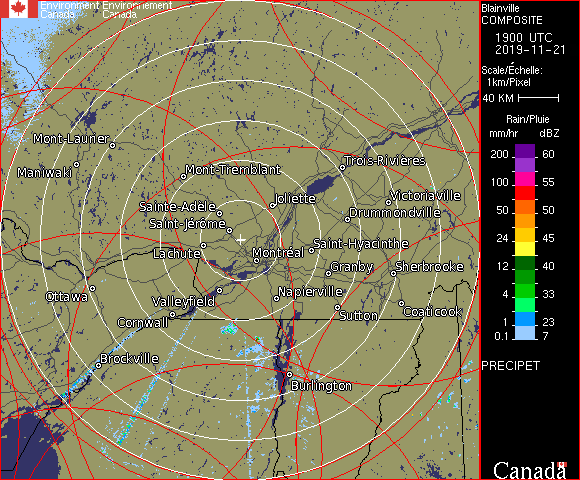 Environment Environnement
Canada Canada
Blainville
COMPOSITE
1900 UTC
2019-11-21
Scale/Échelle:
1km/Pixel
40 KM
Rain/Pluie
mm/hr dBZ
200 60
100 55
50 50
24 45
12 40
4 33
1 23
0.1 7
PRECIPET
Canada
Mont-Laurier
Maniwaki
Mont-Tremblant
Trois-Rivières
Joliette
Victoriaville
Sainte-Adèle
Drummondville
Saint-Jérôme
Saint-Hyacinthe
Lachute
Montréal
Granby
Sherbrooke
Ottawa
Napierville
Valleyfield
Coaticook
Sutton
Cornwall
Brockville
Burlington